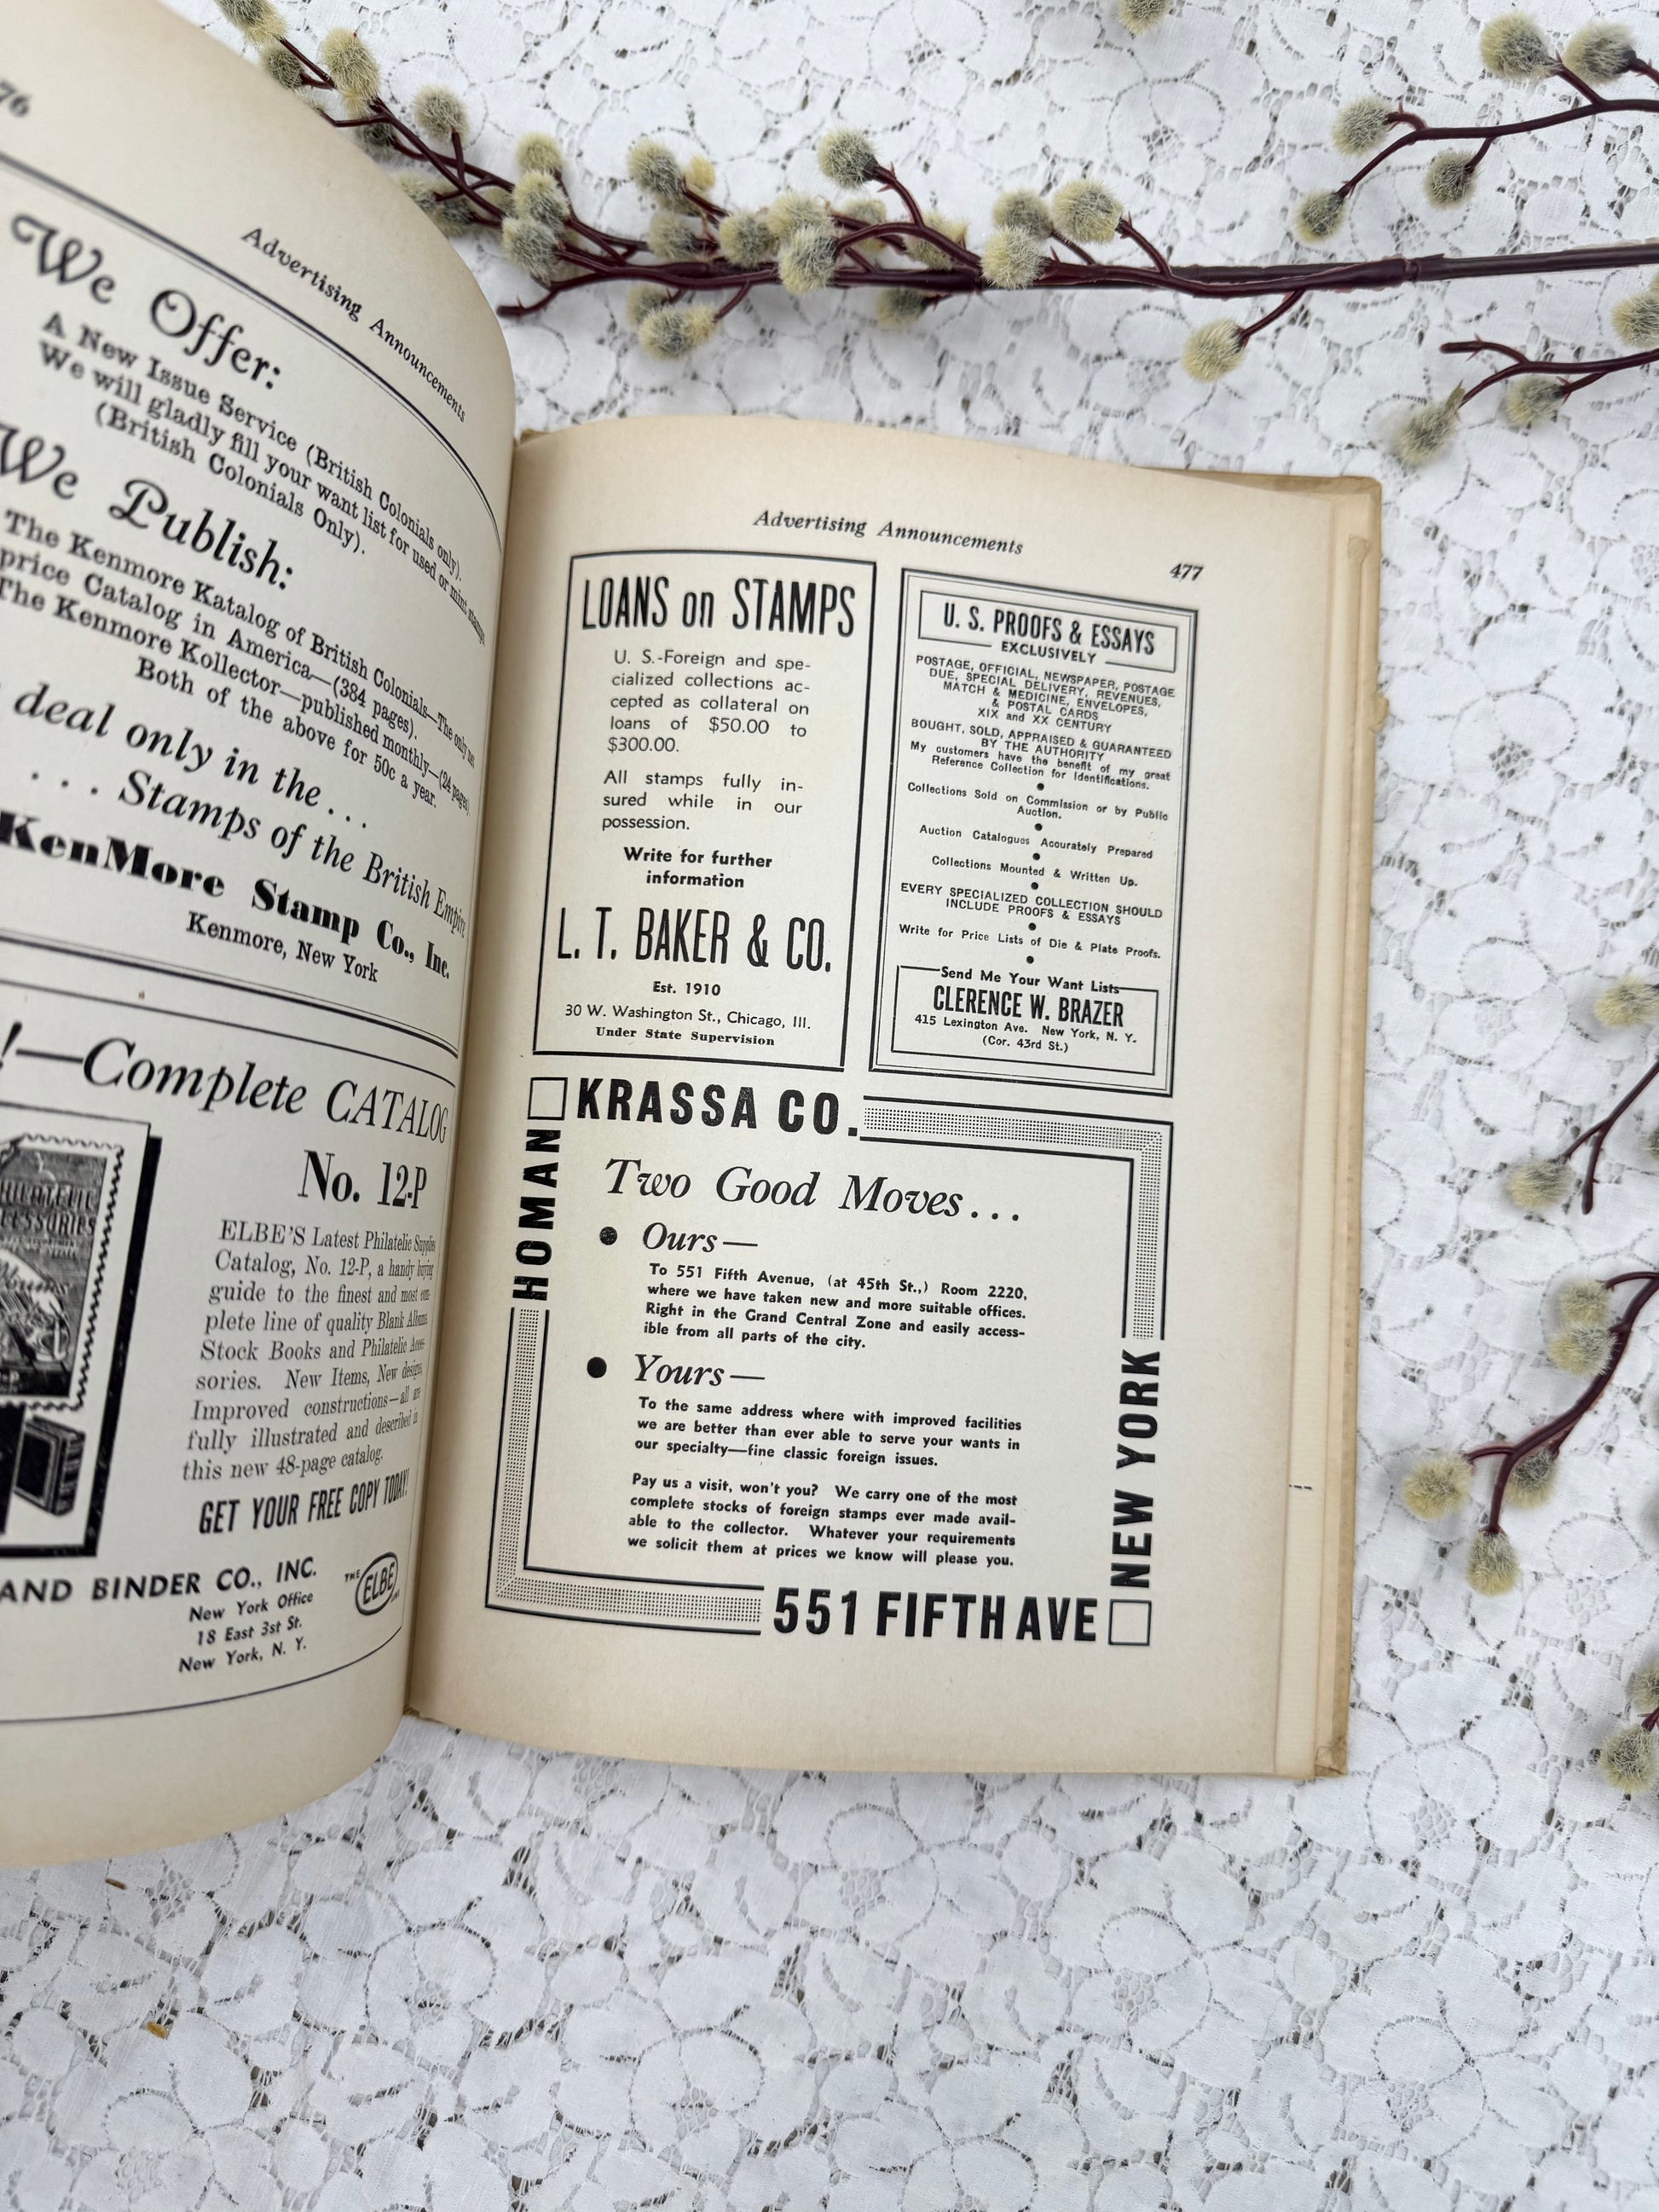 76
Advertising Announcements
We Offer:
A New Issue Service (British Colonials only).
We will gladly fill your want list for used or mint stamps
(British Colonials Only).
We Publish:
The Kenmore Katalog of British Colonials—The only
price Catalog in America—(384 pages).
The Kenmore Kollector—published monthly—(24 pages)
Both of the above for 50c a year.
deal only in the...
... Stamps of the British Empire
KenMore Stamp Co., Inc.
Kenmore, New York
!—Complete CATALOG
No. 12-P
ELBE'S Latest Philatelic Supplies
Catalog, No. 12-P, a handy buying
guide to the finest and most com-
plete line of quality Blank Albums,
Stock Books and Philatelic Acces-
sories. New Items, New designs,
Improved constructions—all are
fully illustrated and described in
this new 48-page catalog.
GET YOUR FREE COPY TODAY!
AND BINDER CO., INC.
New York Office
18 East 3st St.
New York, N. Y.
THE ELBE
Advertising Announcements
477
LOANS on STAMPS
U. S.-Foreign and spe-
cialized collections ac-
cepted as collateral on
loans of $50.00 to
$300.00.
All stamps fully in-
sured while in our
possession.
Write for further
information
L. T. BAKER & CO.
Est. 1910
30 W. Washington St., Chicago, Ill.
Under State Supervision
U. S. PROOFS & ESSAYS
EXCLUSIVELY
POSTAGE, OFFICIAL, NEWSPAPER, POSTAGE
DUE, SPECIAL DELIVERY, REVENUES,
MATCH & MEDICINE, ENVELOPES,
& POSTAL CARDS
XIX and XX CENTURY
BOUGHT, SOLD, APPRAISED & GUARANTEED
BY THE AUTHORITY
My customers have the benefit of my great
Reference Collection for Identifications.
Collections Sold on Commission or by Public
Auction.
Auction Catalogues Accurately Prepared
Collections Mounted & Written Up.
EVERY SPECIALIZED COLLECTION SHOULD
INCLUDE PROOFS & ESSAYS
Write for Price Lists of Die & Plate Proofs.
Send Me Your Want Lists
CLERENCE W. BRAZER
415 Lexington Ave. New York, N. Y.
(Cor. 43rd St.)
HOMAN
KRASSA CO.
Two Good Moves...
● Ours—
To 551 Fifth Avenue, (at 45th St.,) Room 2220,
where we have taken new and more suitable offices.
Right in the Grand Central Zone and easily access-
ible from all parts of the city.
● Yours—
To the same address where with improved facilities
we are better than ever able to serve your wants in
our specialty—fine classic foreign issues.
Pay us a visit, won't you? We carry one of the most
complete stocks of foreign stamps ever made avail-
able to the collector. Whatever your requirements
we solicit them at prices we know will please you.
551 FIFTH AVE
NEW YORK